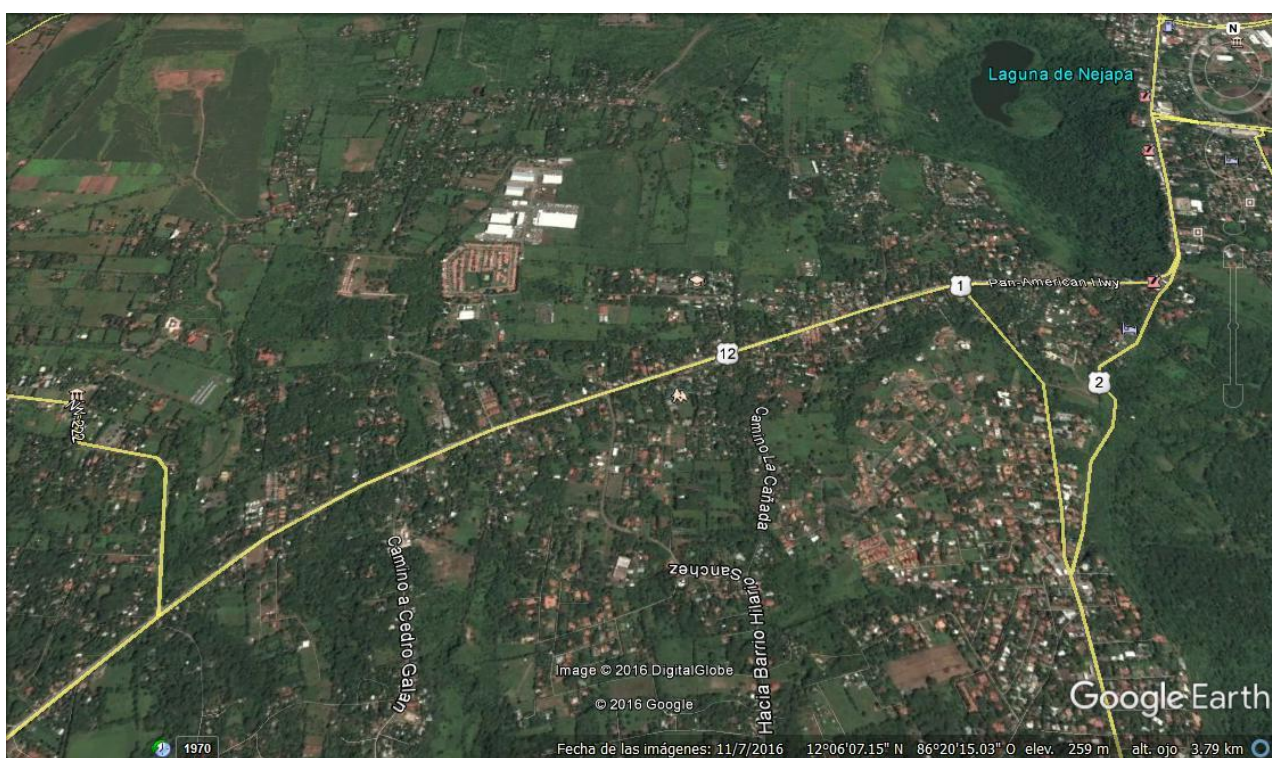 N
Laguna de Nejapa
1
Pan-American Hwy
12
2
NN-222
Camino La Cañada
Camino a Cedro Galan
Sanchez
Hacia Barrio Hilario
Image © 2016 DigitalGlobe
© 2016 Google
Google Earth
1970
Fecha de las imágenes: 11/7/2016 12°06'07.15" N 86°20'15.03" O elev. 259 m alt. ojo 3.79 km